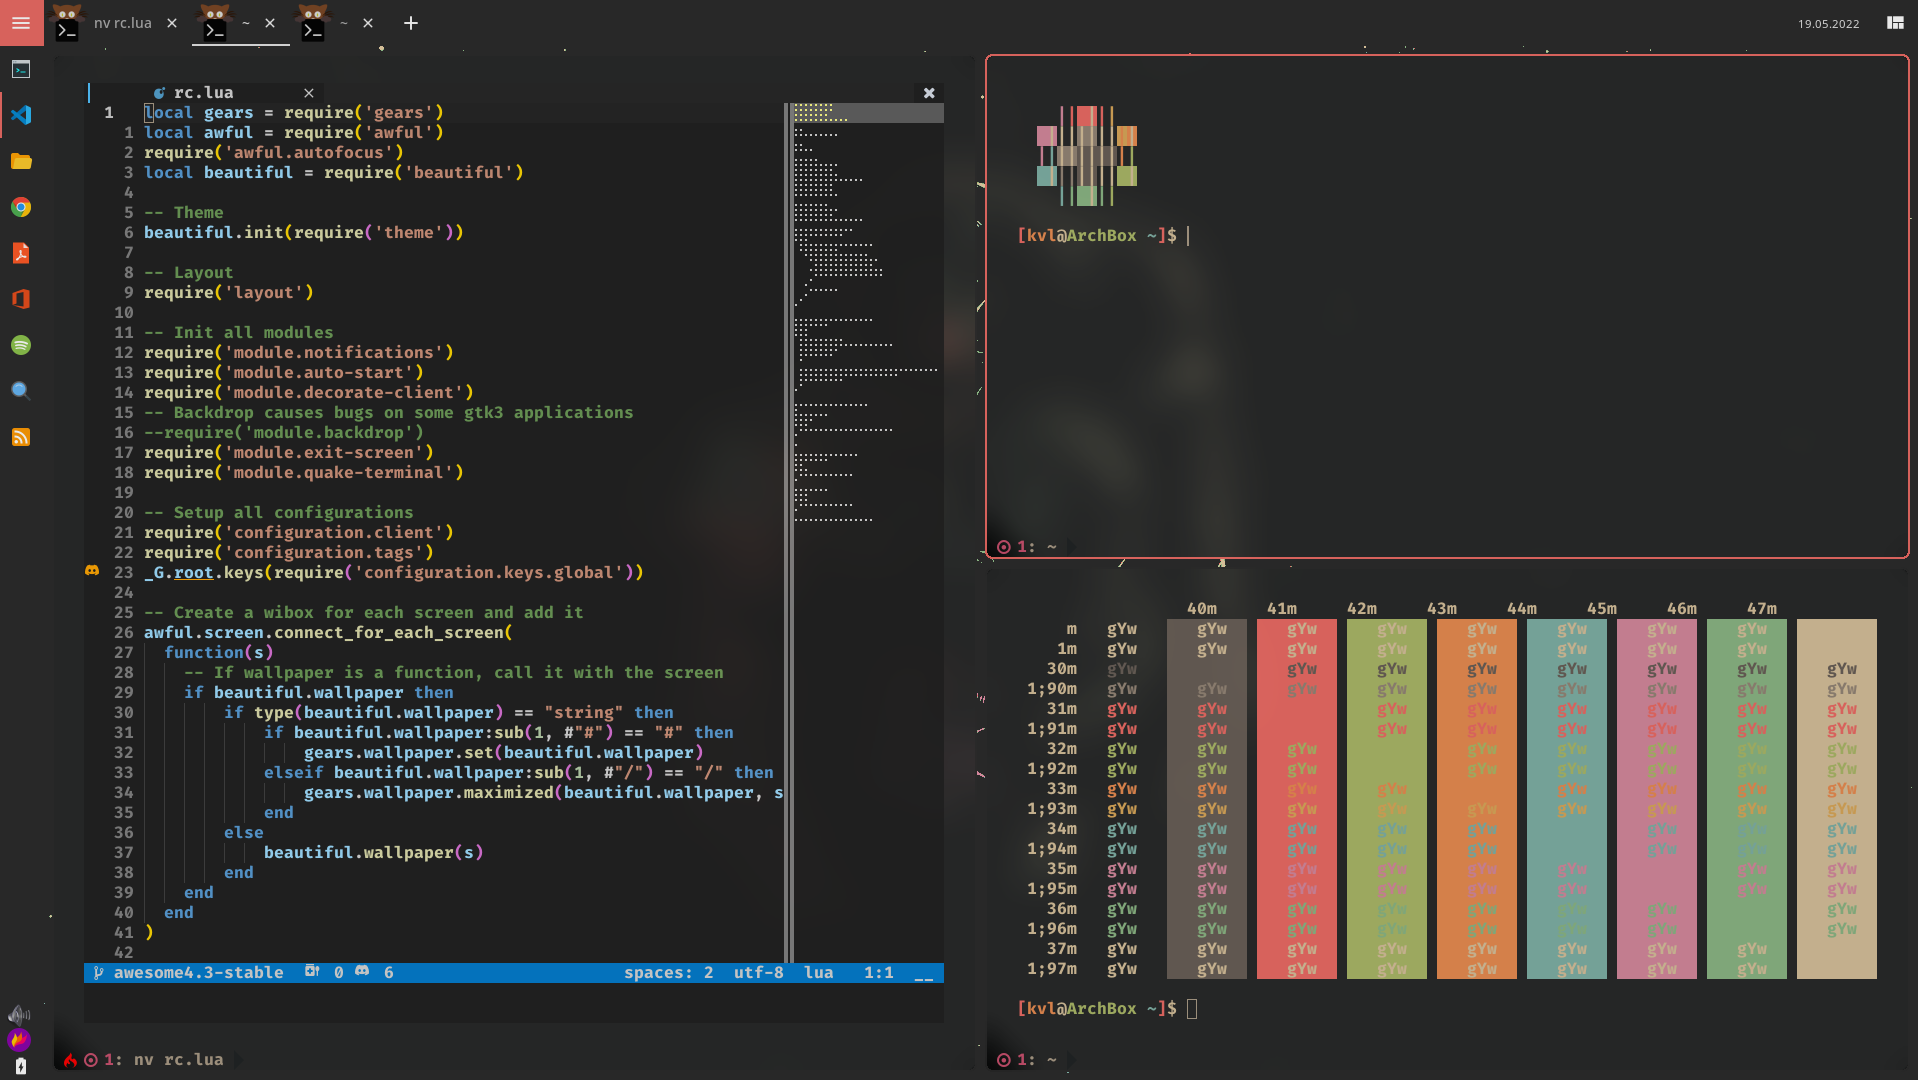 nv rc.lua
~
~
19.05.2022
rc.lua
1 local gears = require('gears')
1 local awful = require('awful')
2 require('awful.autofocus')
3 local beautiful = require('beautiful')
4
5 -- Theme
6 beautiful.init(require('theme'))
7
8 -- Layout
9 require('layout')
10
11 -- Init all modules
12 require('module.notifications')
13 require('module.auto-start')
14 require('module.decorate-client')
15 -- Backdrop causes bugs on some gtk3 applications
16 --require('module.backdrop')
17 require('module.exit-screen')
18 require('module.quake-terminal')
19
20 -- Setup all configurations
21 require('configuration.client')
22 require('configuration.tags')
23 _G.root.keys(require('configuration.keys.global'))
24
25 -- Create a wibox for each screen and add it
26 awful.screen.connect_for_each_screen(
27 function(s)
28 -- If wallpaper is a function, call it with the screen
29 if beautiful.wallpaper then
30 if type(beautiful.wallpaper) == "string" then
31 if beautiful.wallpaper:sub(1, #"#") == "#" then
32 gears.wallpaper.set(beautiful.wallpaper)
33 elseif beautiful.wallpaper:sub(1, #"/") == "/" then
34 gears.wallpaper.maximized(beautiful.wallpaper, s
35 end
36 else
37 beautiful.wallpaper(s)
38 end
39 end
40 end
41 )
42
awesome4.3-stable 0 6 spaces: 2 utf-8 lua 1:1 __
1: nv rc.lua
[kvl@ArchBox ~]$
1: ~
40m 41m 42m 43m 44m 45m 46m 47m
m gYw gYw gYw gYw gYw gYw gYw gYw
1m gYw gYw gYw gYw gYw gYw gYw gYw
30m gYw gYw gYw gYw gYw gYw gYw gYw
1;90m gYw gYw gYw gYw gYw gYw gYw gYw gYw
31m gYw gYw gYw gYw gYw gYw gYw gYw
1;91m gYw gYw gYw gYw gYw gYw gYw gYw
32m gYw gYw gYw gYw gYw gYw gYw gYw
1;92m gYw gYw gYw gYw gYw gYw gYw gYw
33m gYw gYw gYw gYw gYw gYw gYw gYw
1;93m gYw gYw gYw gYw gYw gYw gYw gYw gYw
34m gYw gYw gYw gYw gYw gYw gYw gYw
1;94m gYw gYw gYw gYw gYw gYw gYw gYw
35m gYw gYw gYw gYw gYw gYw gYw gYw
1;95m gYw gYw gYw gYw gYw gYw gYw gYw
36m gYw gYw gYw gYw gYw gYw gYw gYw
1;96m gYw gYw gYw gYw gYw gYw gYw gYw
37m gYw gYw gYw gYw gYw gYw gYw gYw
1;97m gYw gYw gYw gYw gYw gYw gYw gYw
[kvl@ArchBox ~]$
1: ~